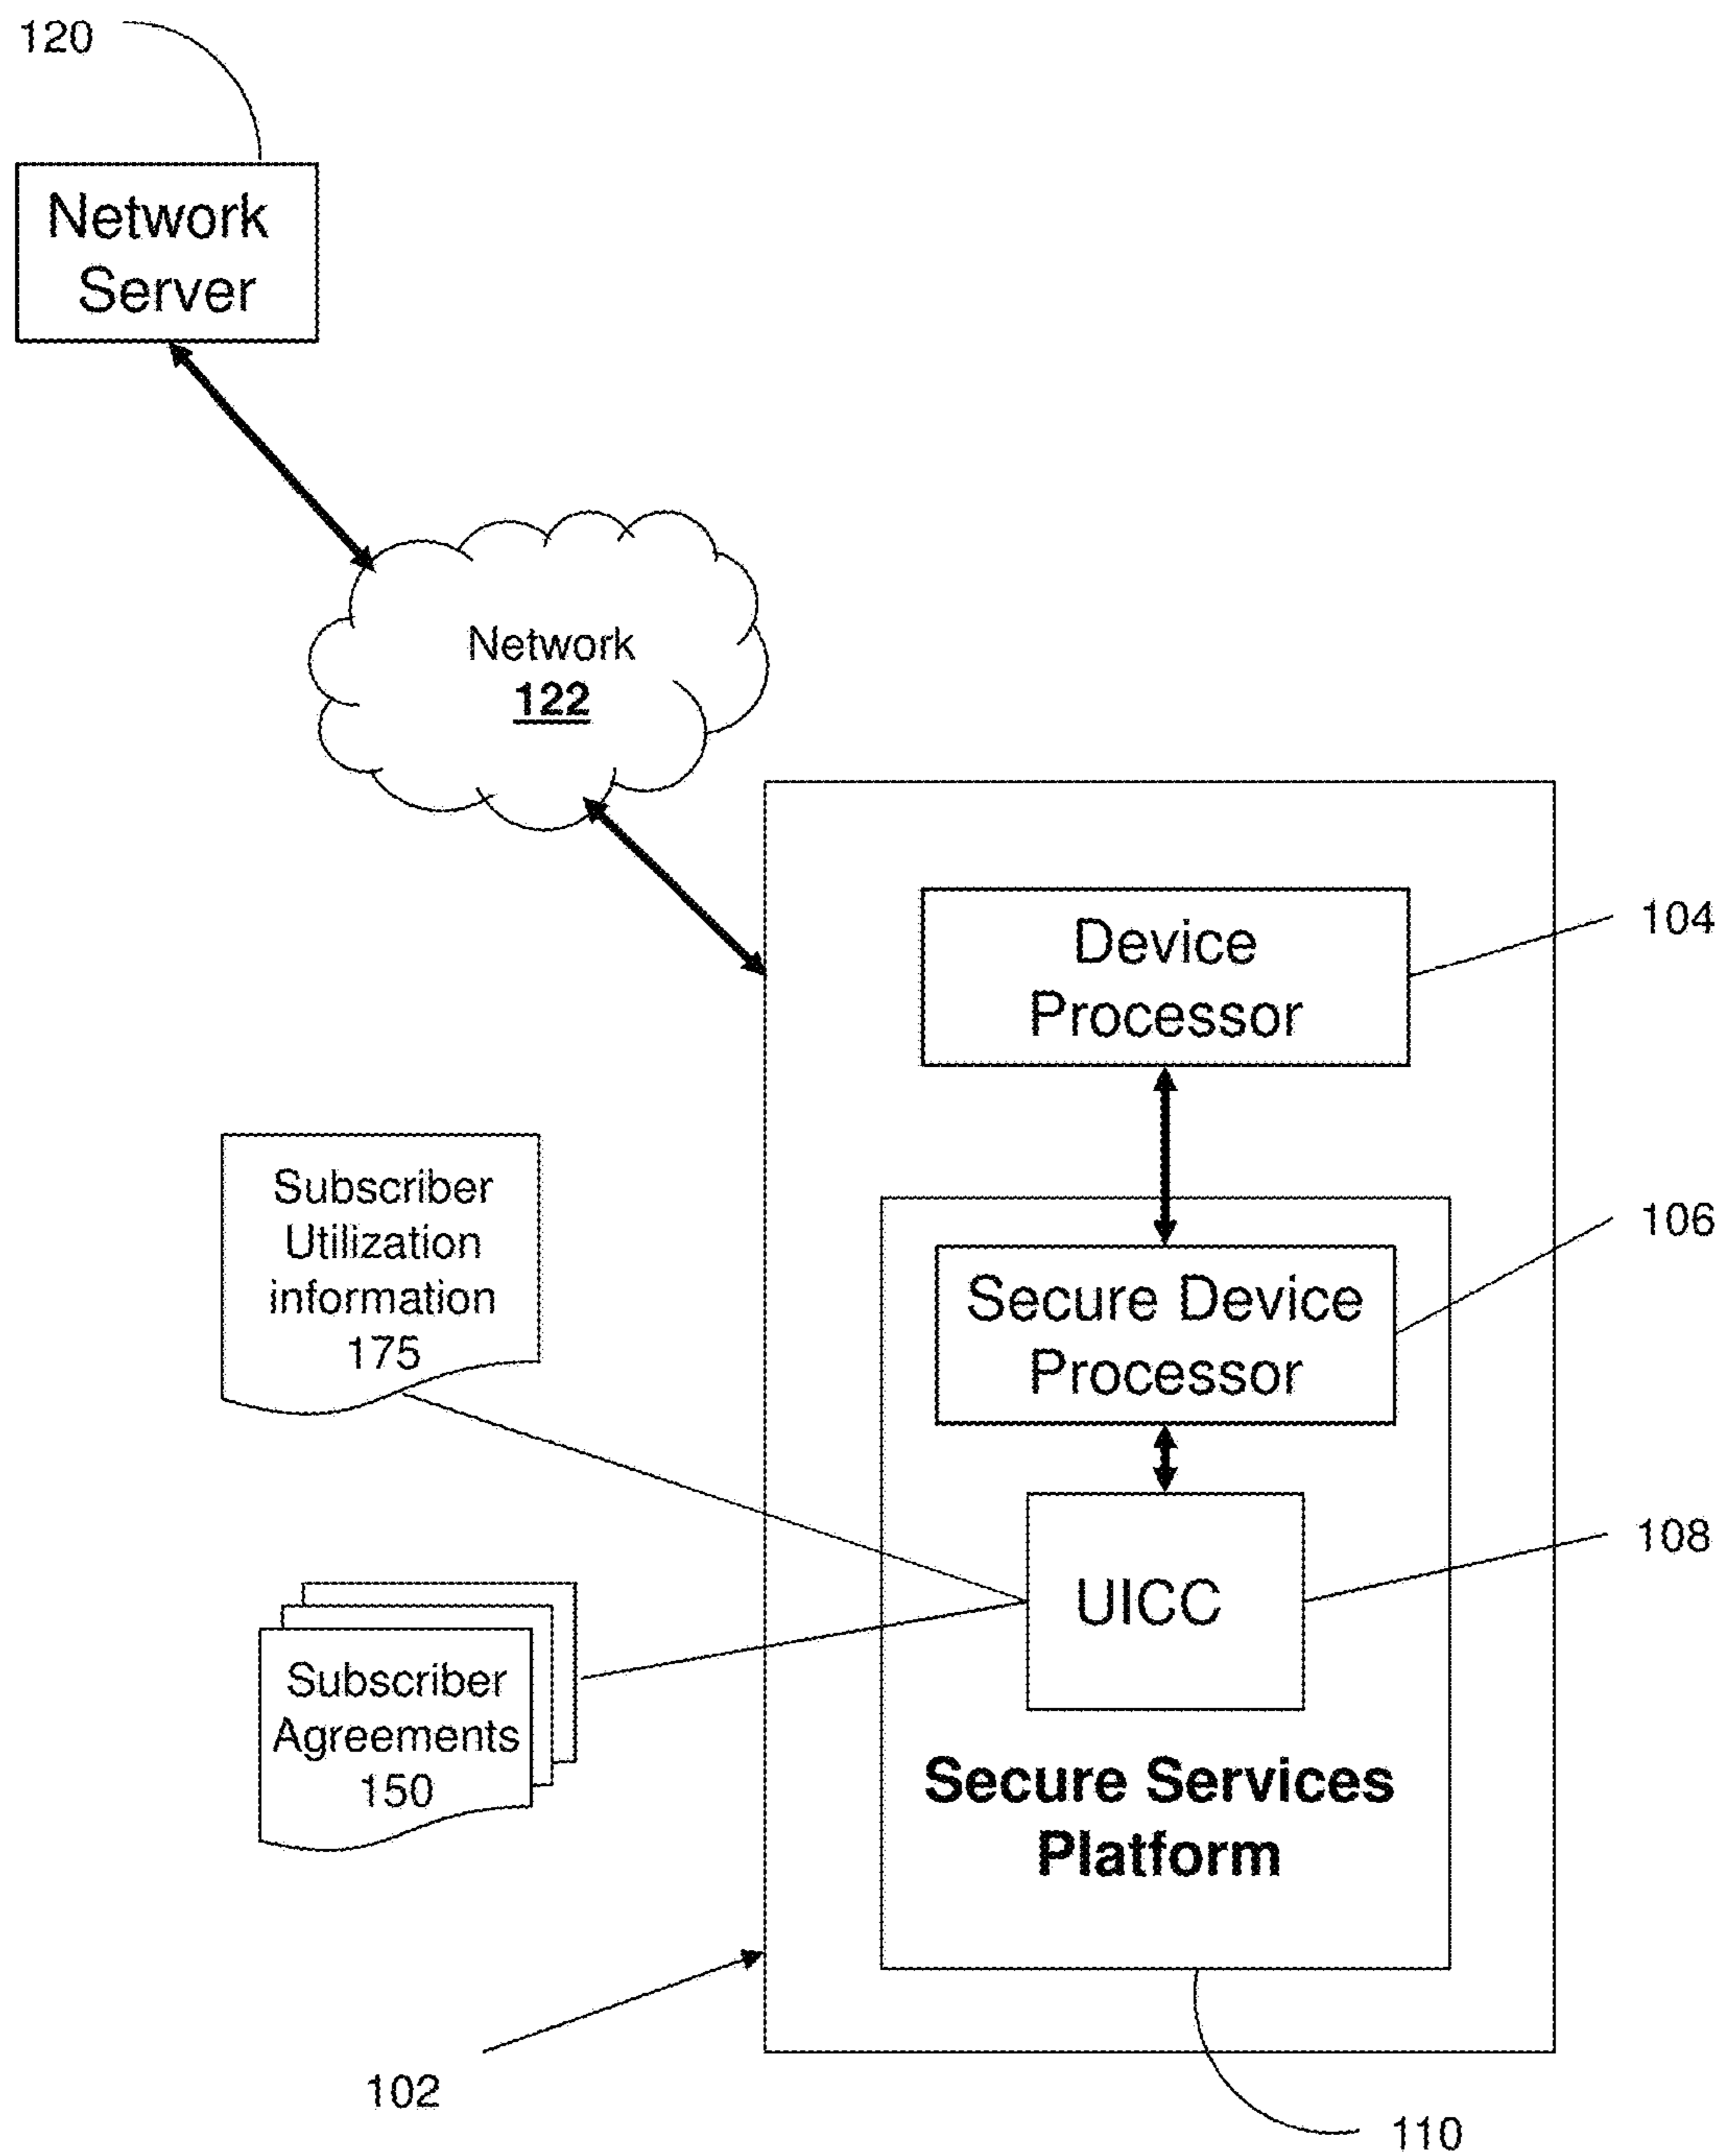 120
Network
Server
Network
122
Device
Processor
104
Subscriber
Utilization
information
175
Secure Device
Processor
106
UICC
108
Subscriber
Agreements
150
Secure Services
Platform
102
110